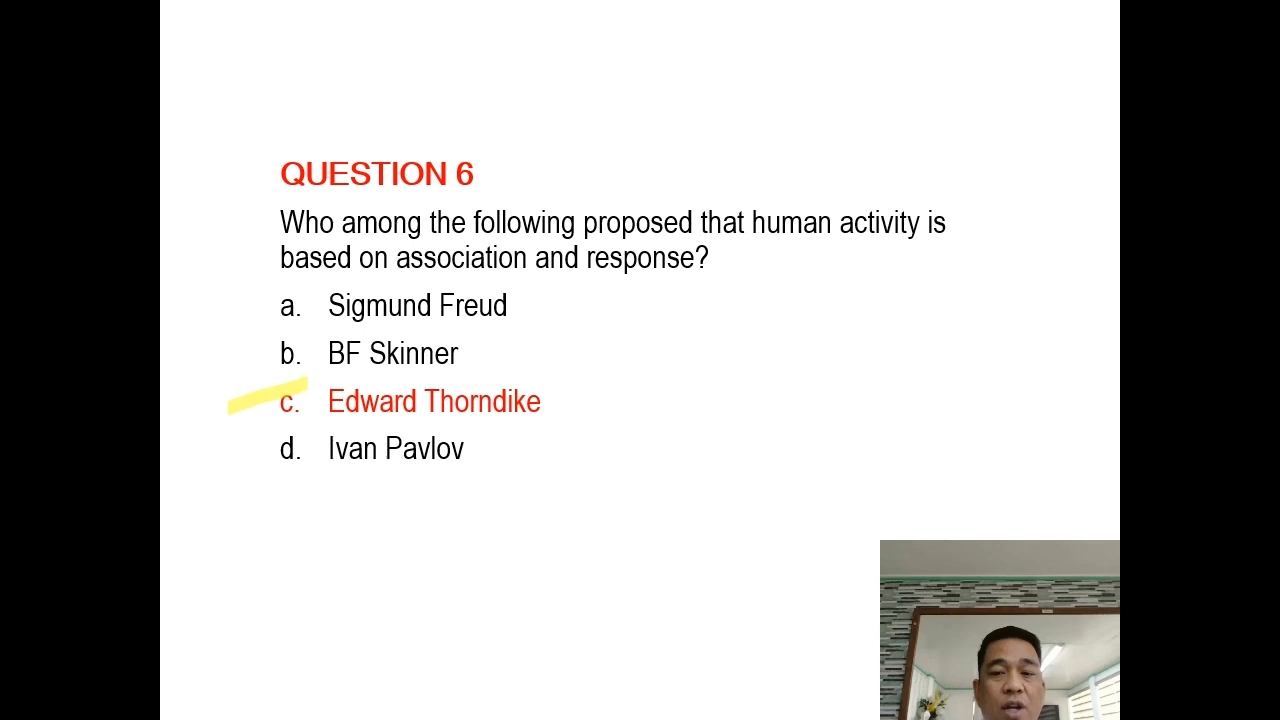 QUESTION 6
Who among the following proposed that human activity is
based on association and response?
a. Sigmund Freud
b. BF Skinner
c. Edward Thorndike
d. Ivan Pavlov